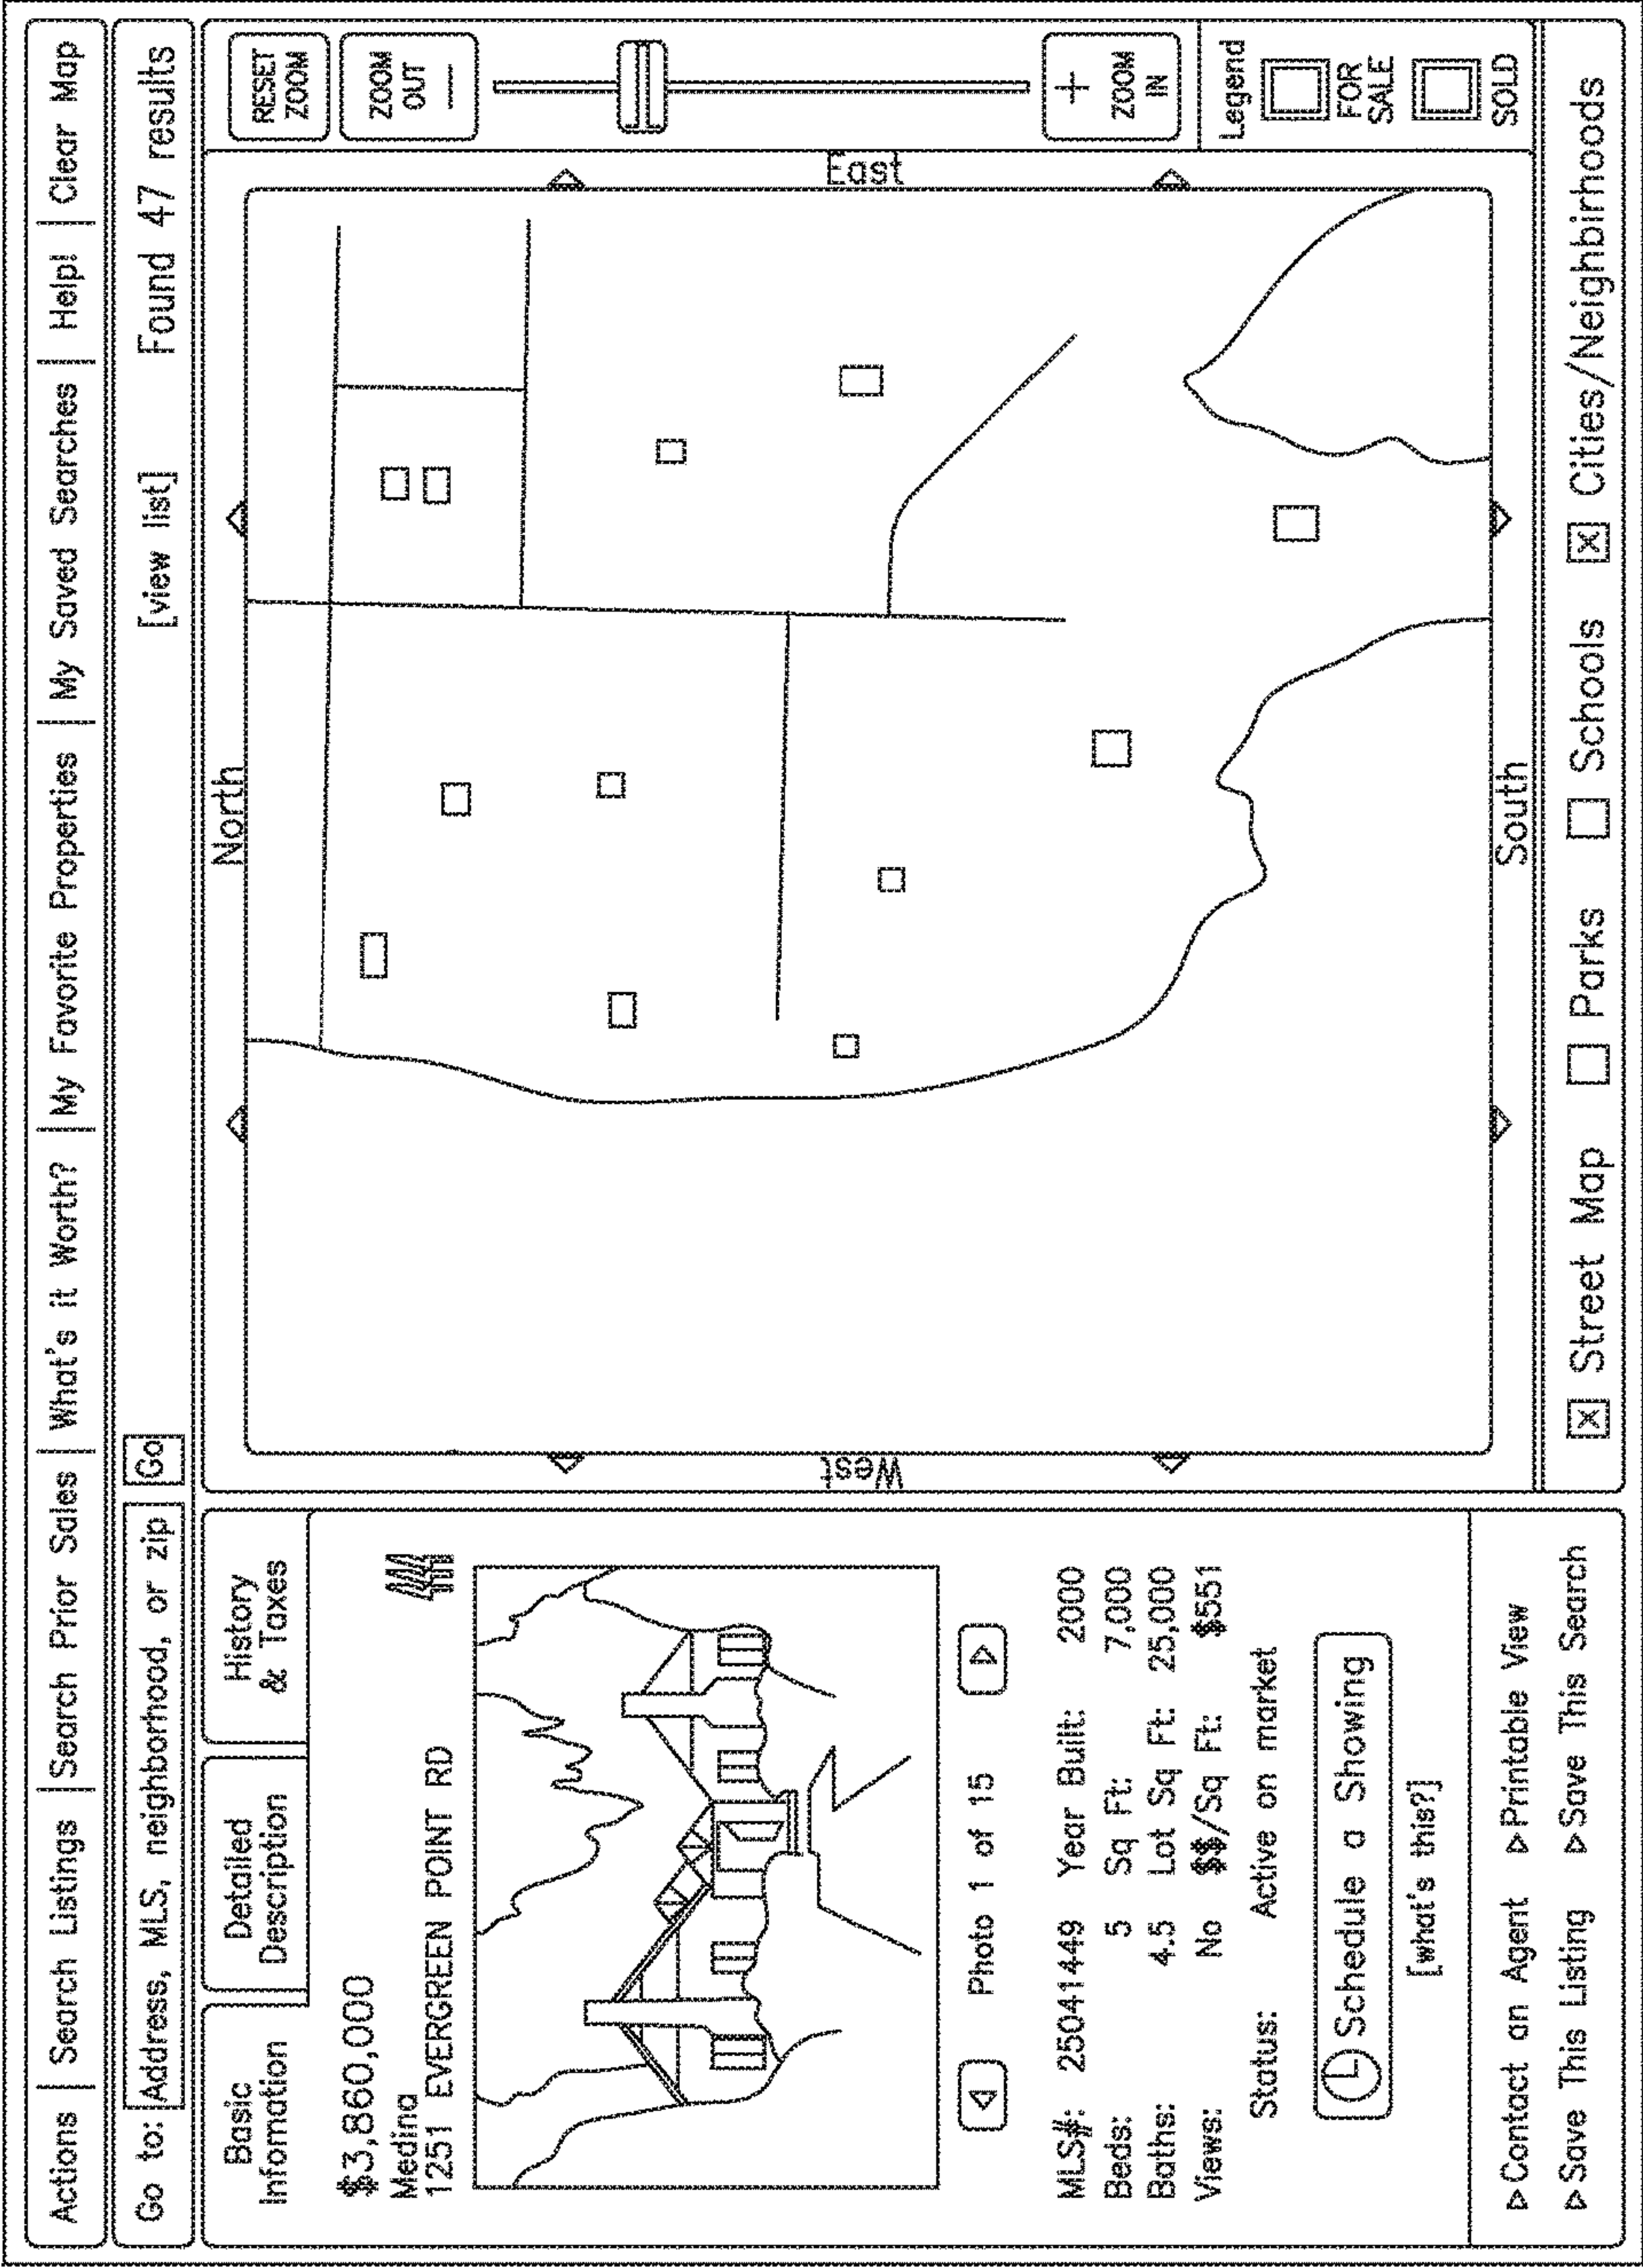 Actions | Search Listings | Search Prior Sales | What's it Worth? | My Favorite Properties | My Saved Searches | Help! | Clear Map
Go to: Address, MLS, neighborhood, or zip Go [view list] Found 47 results
Basic Infomation
Detailed Description
History & Taxes
$3,860,000
Medina
1251 EVERGREEN POINT RD
Photo 1 of 15
MLS#: 25041449 Year Built: 2000
Beds: 5 Sq Ft: 7,000
Baths: 4.5 Lot Sq Ft: 25,000
Views: No $$/Sq Ft: $551
Status: Active on market
Schedule a Showing
[what's this?]
Contact an Agent Printable View
Save This Listing Save This Search
North
West
East
South
RESET
ZOOM
ZOOM
OUT
—
+
ZOOM
IN
Legend
FOR
SALE
SOLD
[x] Street Map Parks Schools [x] Cities/Neighbirhoods